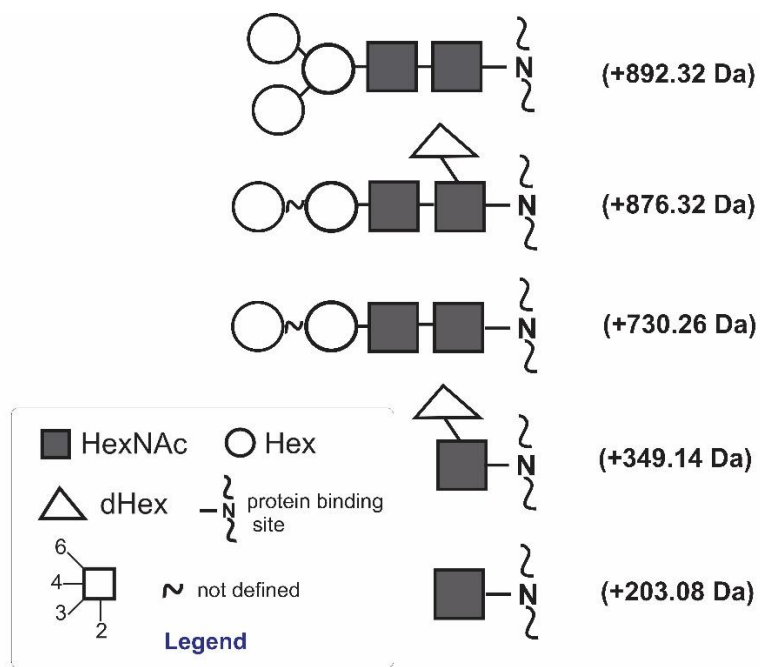 N
(+892.32 Da)
N
(+876.32 Da)
N
(+730.26 Da)
N
(+349.14 Da)
N
(+203.08 Da)
HexNAc
Hex
dHex
N
protein binding
site
6
4
3
2
~ not defined
Legend